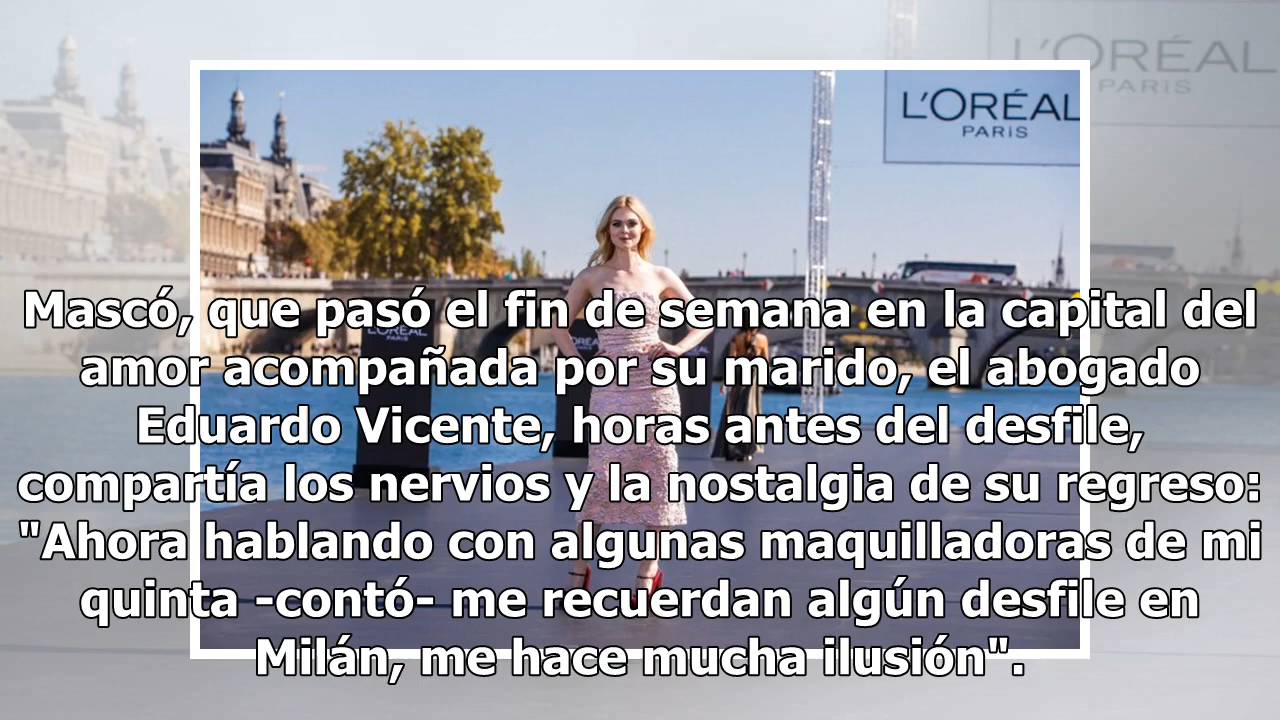 L'ORÉAL
PARIS
L'ORÉAL
PARIS
Mascó, que pasó el fin de semana en la capital del
amor acompañada por su marido, el abogado
Eduardo Vicente, horas antes del desfile,
compartía los nervios y la nostalgia de su regreso:
"Ahora hablando con algunas maquilladoras de mi
quinta -contó- me recuerdan algún desfile en
Milán, me hace mucha ilusión".
L'ORÉAL
PARIS